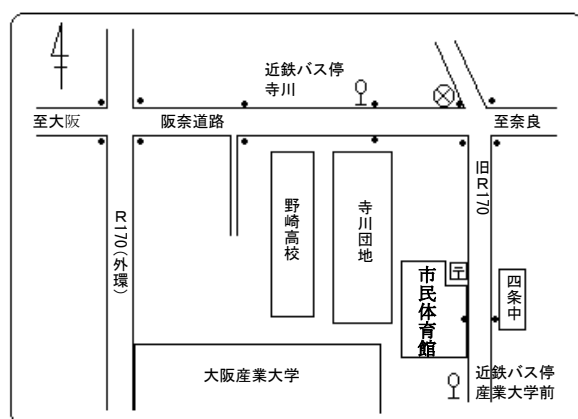 近鉄バス停
寺川
至大阪
阪奈道路
至奈良
旧R170
R170(外環)
野崎高校
寺川団地
市民体育館
四条中
大阪産業大学
近鉄バス停
産業大学前